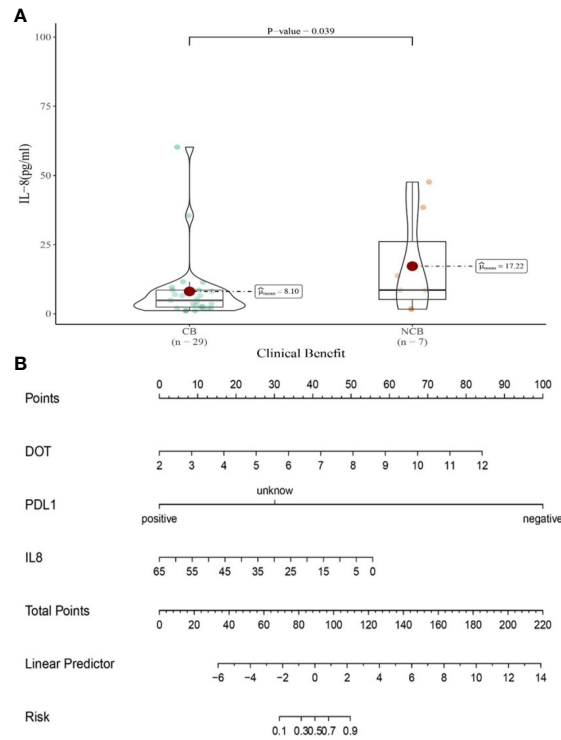 A
P-value - 0.039
100
75
50
25
0
IL-8(pg/ml)
μ̂mean = 8.10
μ̂mean = 17.22
CB
(n - 29)
NCB
(n - 7)
Clinical Benefit
B
Points
0 10 20 30 40 50 60 70 80 90 100
DOT
2 3 4 5 6 7 8 9 10 11 12
PDL1
unknow
positive negative
IL8
65 55 45 35 25 15 5 0
Total Points
0 20 40 60 80 100 120 140 160 180 200 220
Linear Predictor
-6 -4 -2 0 2 4 6 8 10 12 14
Risk
0.1 0.30.50.7 0.9